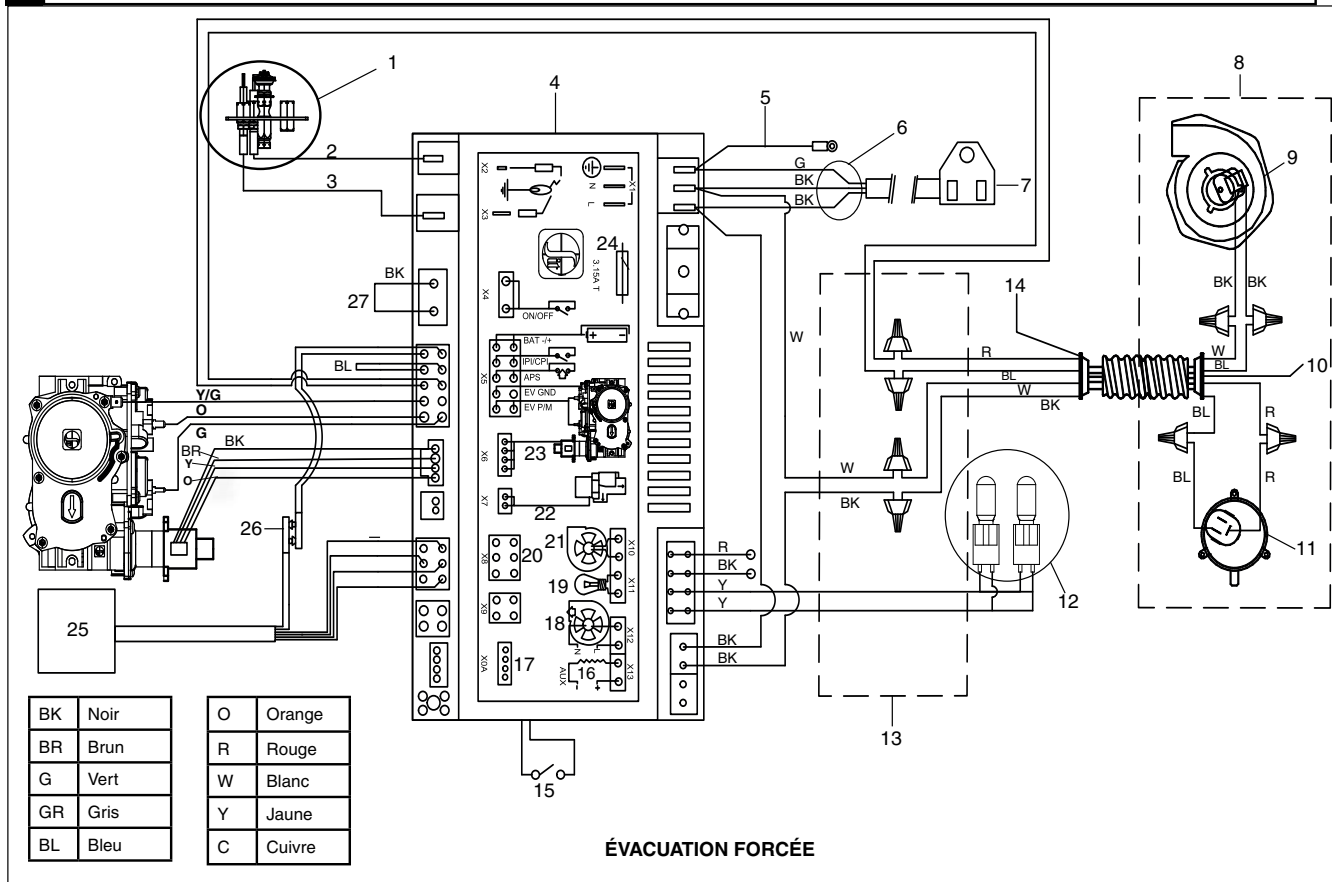 1
2
3
4
5
6
7
8
9
10
11
12
13
14
15
16
17
18
19
20
21
22
23
24
25
26
27
X2
X3
X4
X5
X6
X7
X8
X9
X0A
X1
N
L
3.15A T
ON/OFF
BAT -/+
- +
IPI/CPI
APS
EV GND
EV P/M
X10
X11
X12
X13
N
L
AUX
- +
G
BK
BK
BK
BL
Y/G
O
G
BK
BR
Y
O
W
W
BK
R
BL
W
BK
BK
BK
W
BL
BL
R
BL
R
R
BK
Y
Y
BK
BK
BK Noir
BR Brun
G Vert
GR Gris
BL Bleu
O Orange
R Rouge
W Blanc
Y Jaune
C Cuivre
ÉVACUATION FORCÉE